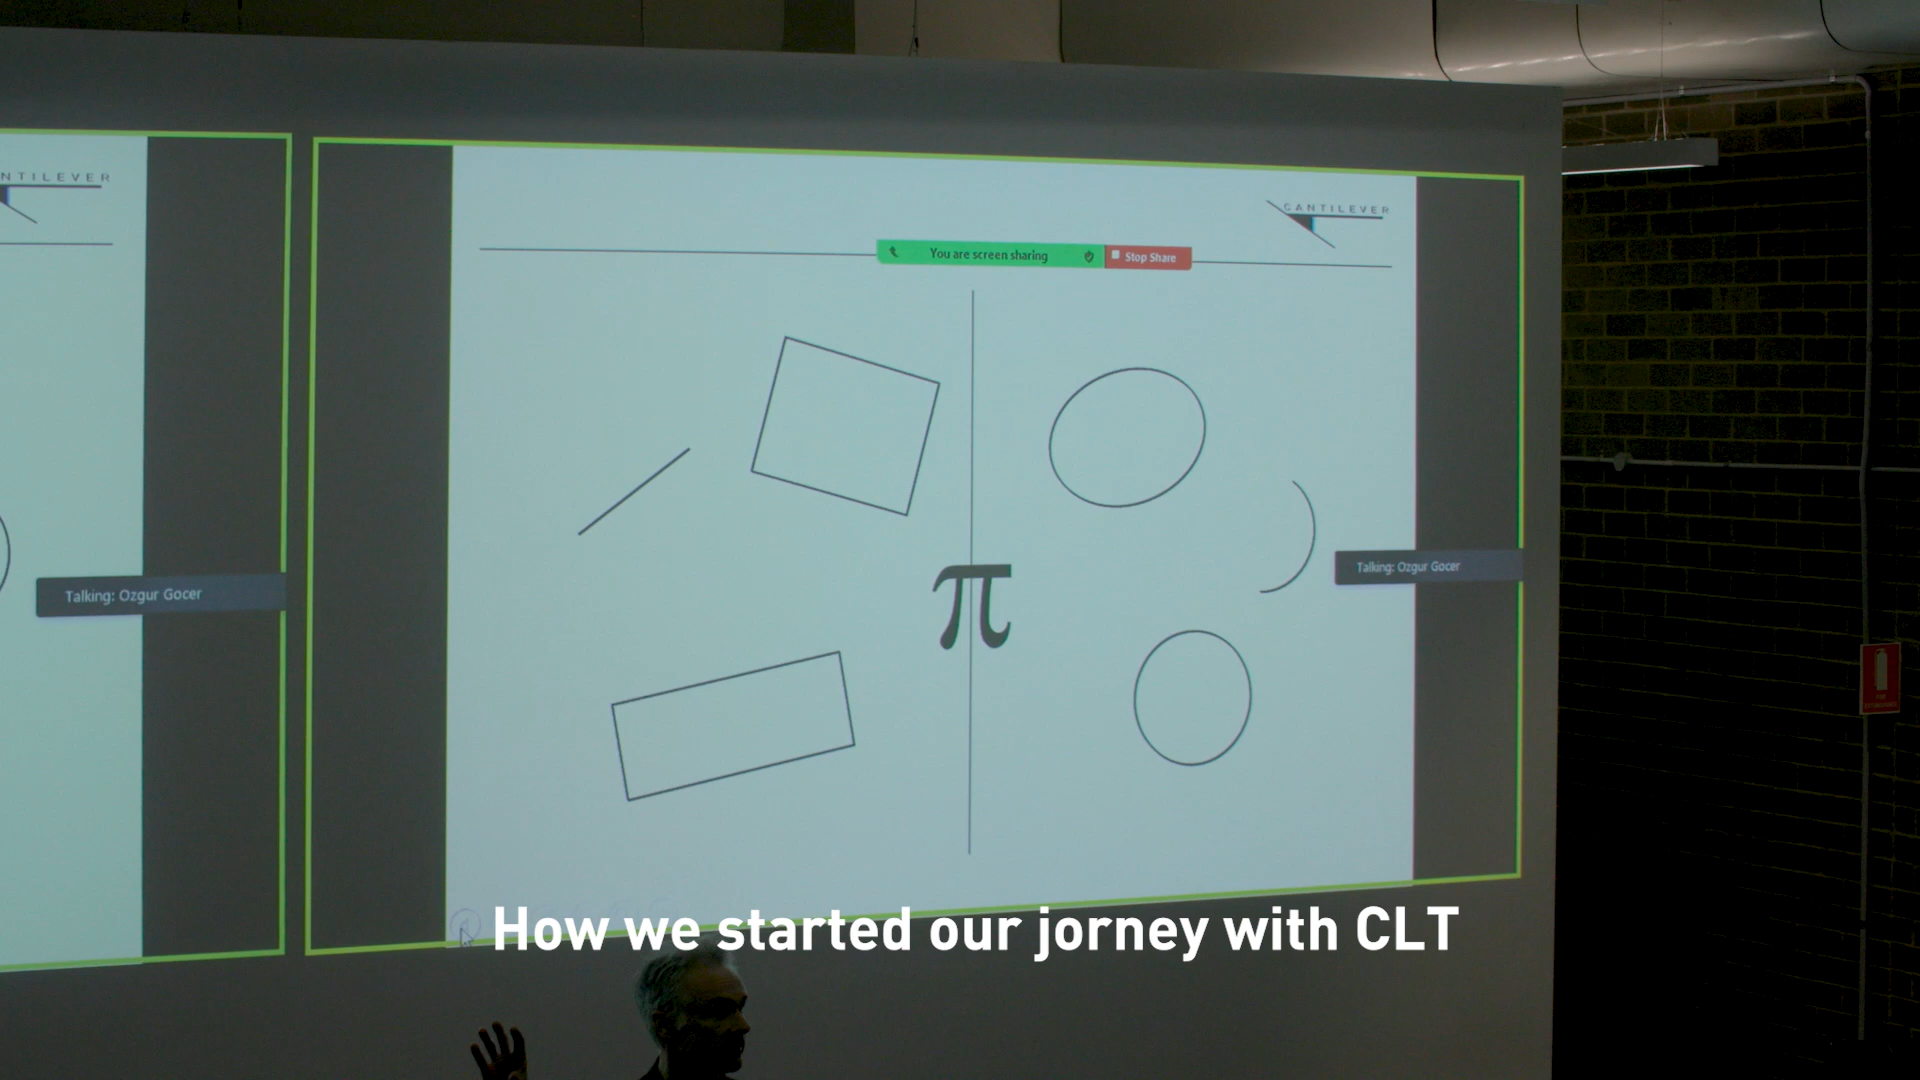 NTILEVER
CANTILEVER
You are screen sharing
Stop Share
π
Talking: Ozgur Gocer
Talking: Ozgur Gocer
How we started our jorney with CLT